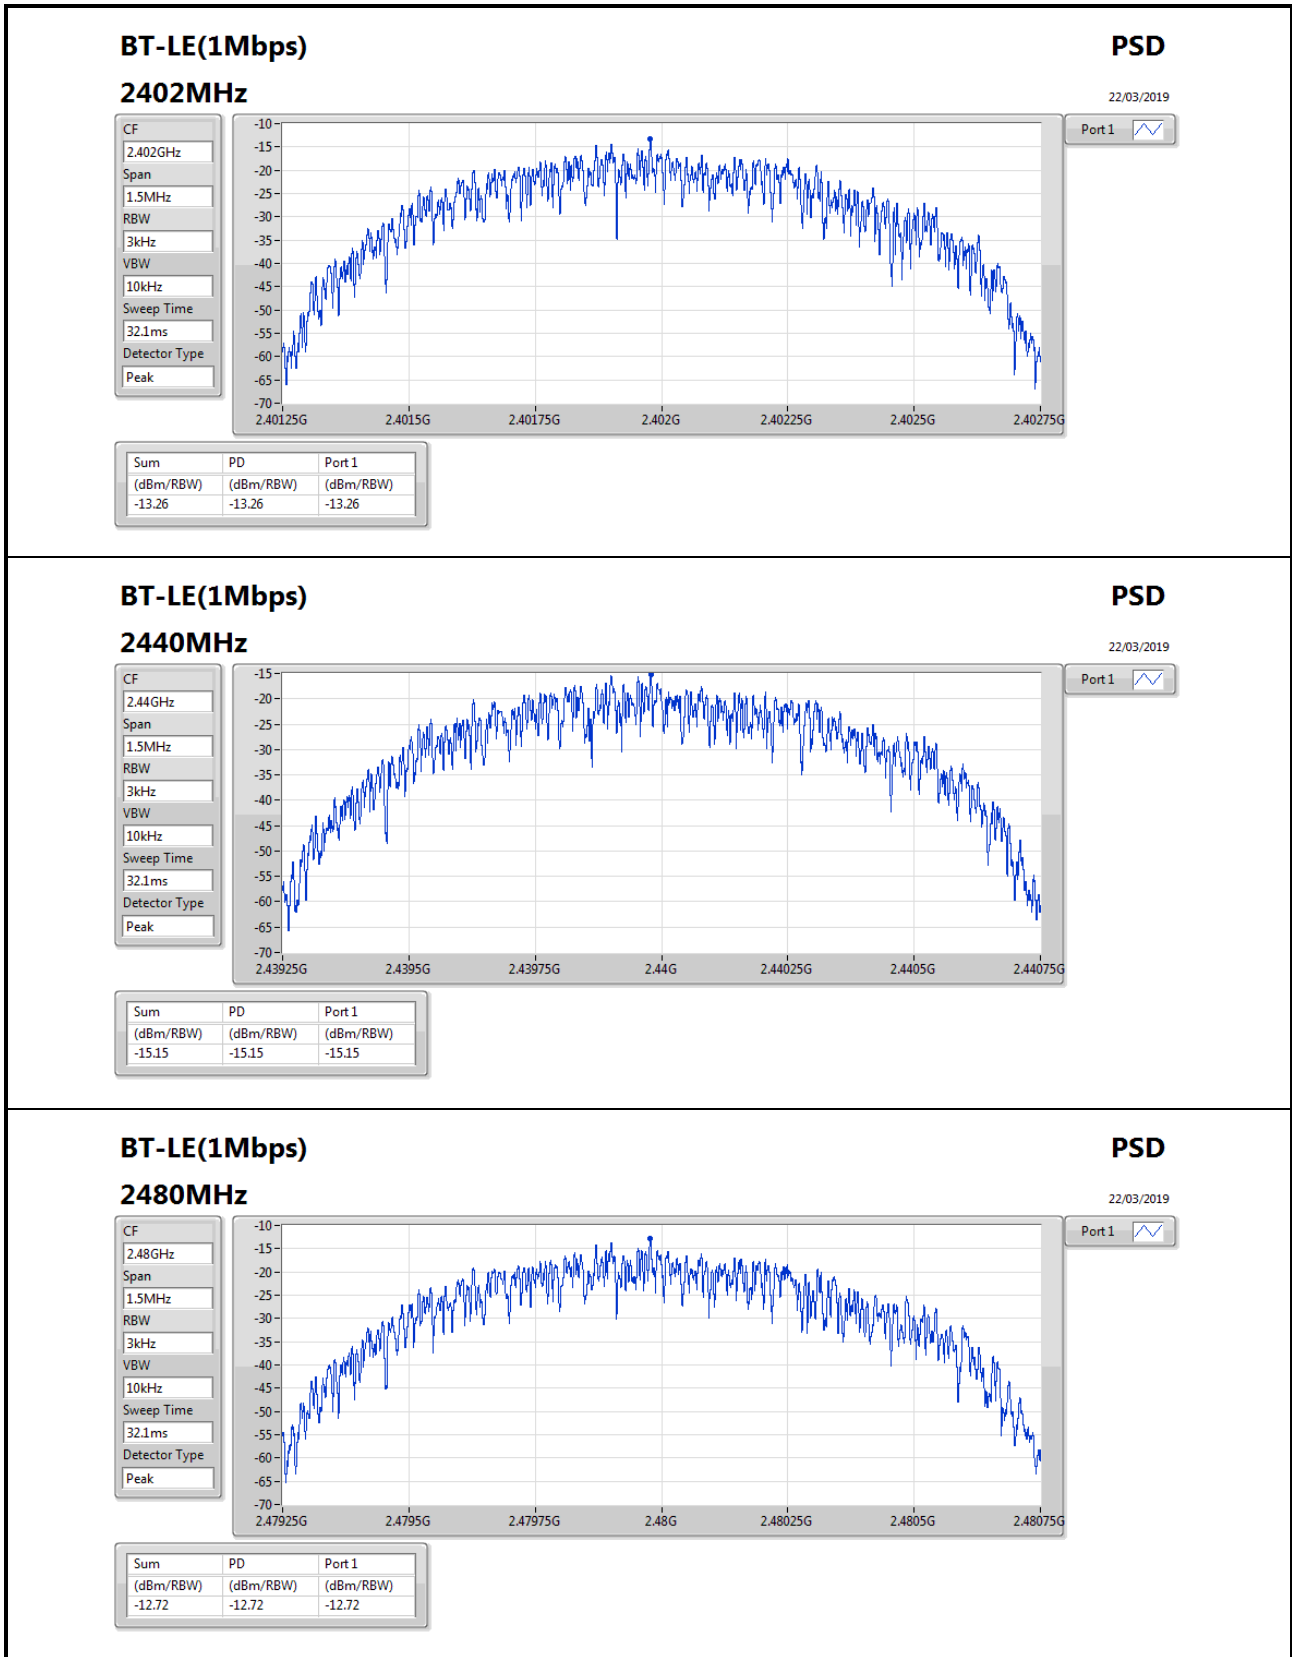 BT-LE(1Mbps) PSD
2402MHz 22/03/2019
CF
2.402GHz
Span
1.5MHz
RBW
3kHz
VBW
10kHz
Sweep Time
32.1ms
Detector Type
Peak
-10
-15
-20
-25
-30
-35
-40
-45
-50
-55
-60
-65
-70
2.40125G 2.4015G 2.40175G 2.402G 2.40225G 2.4025G 2.40275G
Port 1
Sum PD Port 1
(dBm/RBW) (dBm/RBW) (dBm/RBW)
-13.26 -13.26 -13.26
BT-LE(1Mbps) PSD
2440MHz 22/03/2019
CF
2.44GHz
Span
1.5MHz
RBW
3kHz
VBW
10kHz
Sweep Time
32.1ms
Detector Type
Peak
-15
-20
-25
-30
-35
-40
-45
-50
-55
-60
-65
-70
2.43925G 2.4395G 2.43975G 2.44G 2.44025G 2.4405G 2.44075G
Port 1
Sum PD Port 1
(dBm/RBW) (dBm/RBW) (dBm/RBW)
-15.15 -15.15 -15.15
BT-LE(1Mbps) PSD
2480MHz 22/03/2019
CF
2.48GHz
Span
1.5MHz
RBW
3kHz
VBW
10kHz
Sweep Time
32.1ms
Detector Type
Peak
-10
-15
-20
-25
-30
-35
-40
-45
-50
-55
-60
-65
-70
2.47925G 2.4795G 2.47975G 2.48G 2.48025G 2.4805G 2.48075G
Port 1
Sum PD Port 1
(dBm/RBW) (dBm/RBW) (dBm/RBW)
-12.72 -12.72 -12.72